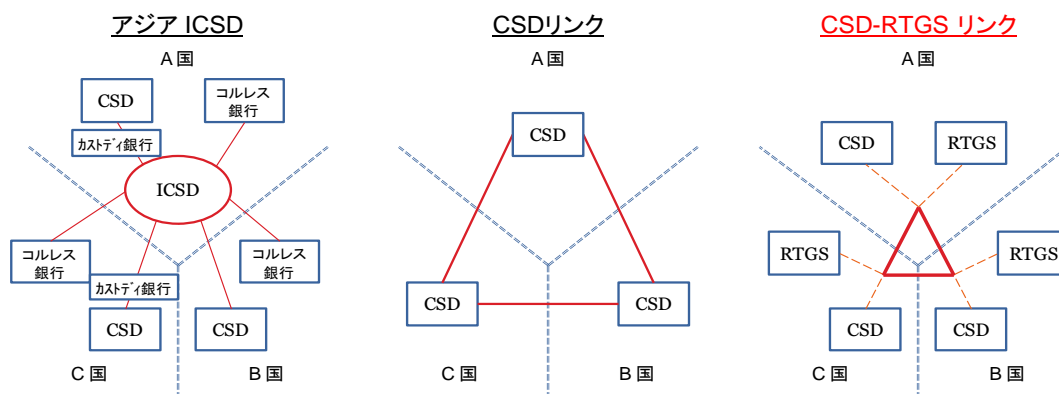 アジア ICSD
A 国
CSD
コルレス
銀行
カストディ銀行
ICSD
コルレス
銀行
コルレス
銀行
カストディ銀行
CSD
CSD
C 国
B 国
CSDリンク
A 国
CSD
CSD
CSD
C 国
B 国
CSD-RTGS リンク
A 国
CSD
RTGS
RTGS
RTGS
CSD
CSD
C 国
B 国